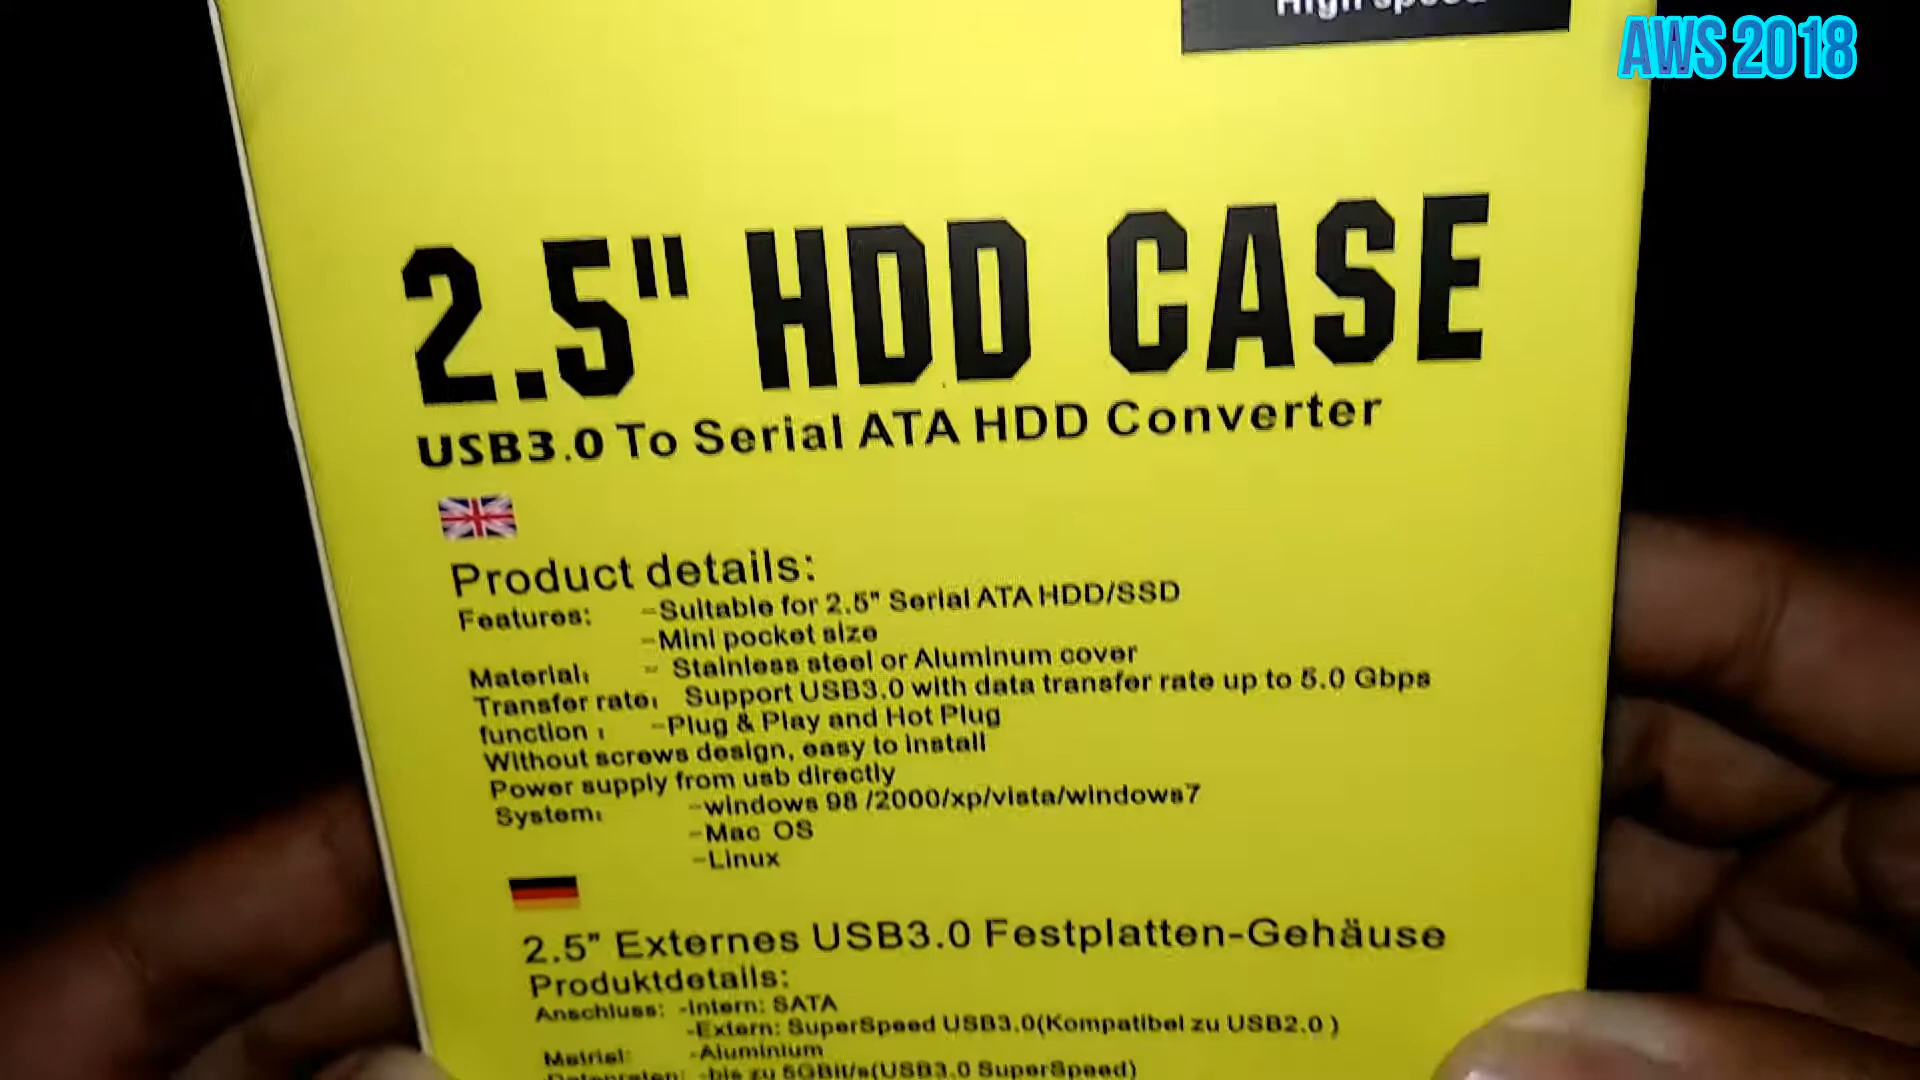 High speed
AWS 2018
2.5" HDD CASE
USB3.0 To Serial ATA HDD Converter
Product details:
Features: -Suitable for 2.5" Serial ATA HDD/SSD
-Mini pocket size
Material: - Stainless steel or Aluminum cover
Transfer rate: Support USB3.0 with data transfer rate up to 5.0 Gbps
function : -Plug & Play and Hot Plug
Without screws design, easy to install
Power supply from usb directly
System: -windows 98 /2000/xp/vista/windows7
-Mac OS
-Linux
2.5" Externes USB3.0 Festplatten-Gehäuse
Produktdetails:
Anschluss: -Intern: SATA
-Extern: SuperSpeed USB3.0(Kompatibel zu USB2.0 )
Matrial: -Aluminium
Datenraten: -bis zu 5GBit/s(USB3.0 SuperSpeed)